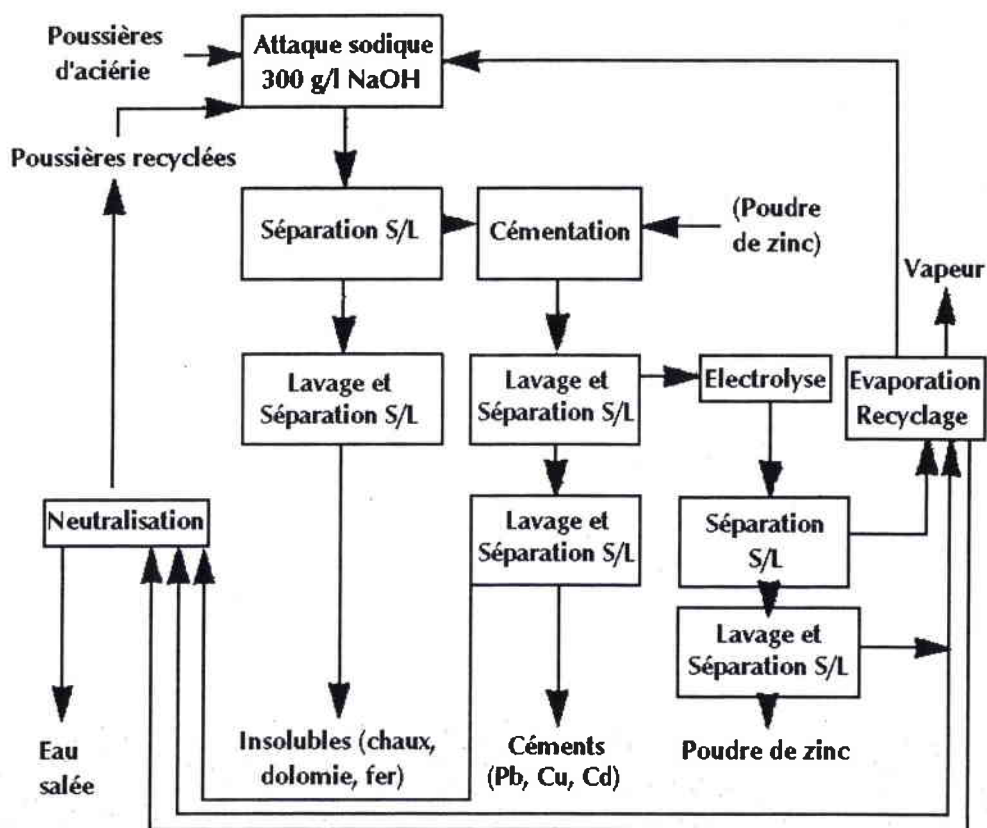 Poussières
d'aciérie
Attaque sodique
300 g/l NaOH
Poussières recyclées
Séparation S/L
Cémentation
(Poudre
de zinc)
Vapeur
Lavage et
Séparation S/L
Lavage et
Séparation S/L
Electrolyse
Evaporation
Recyclage
Neutralisation
Lavage et
Séparation S/L
Séparation
S/L
Lavage et
Séparation S/L
Eau
salée
Insolubles (chaux,
dolomie, fer)
Céments
(Pb, Cu, Cd)
Poudre de zinc